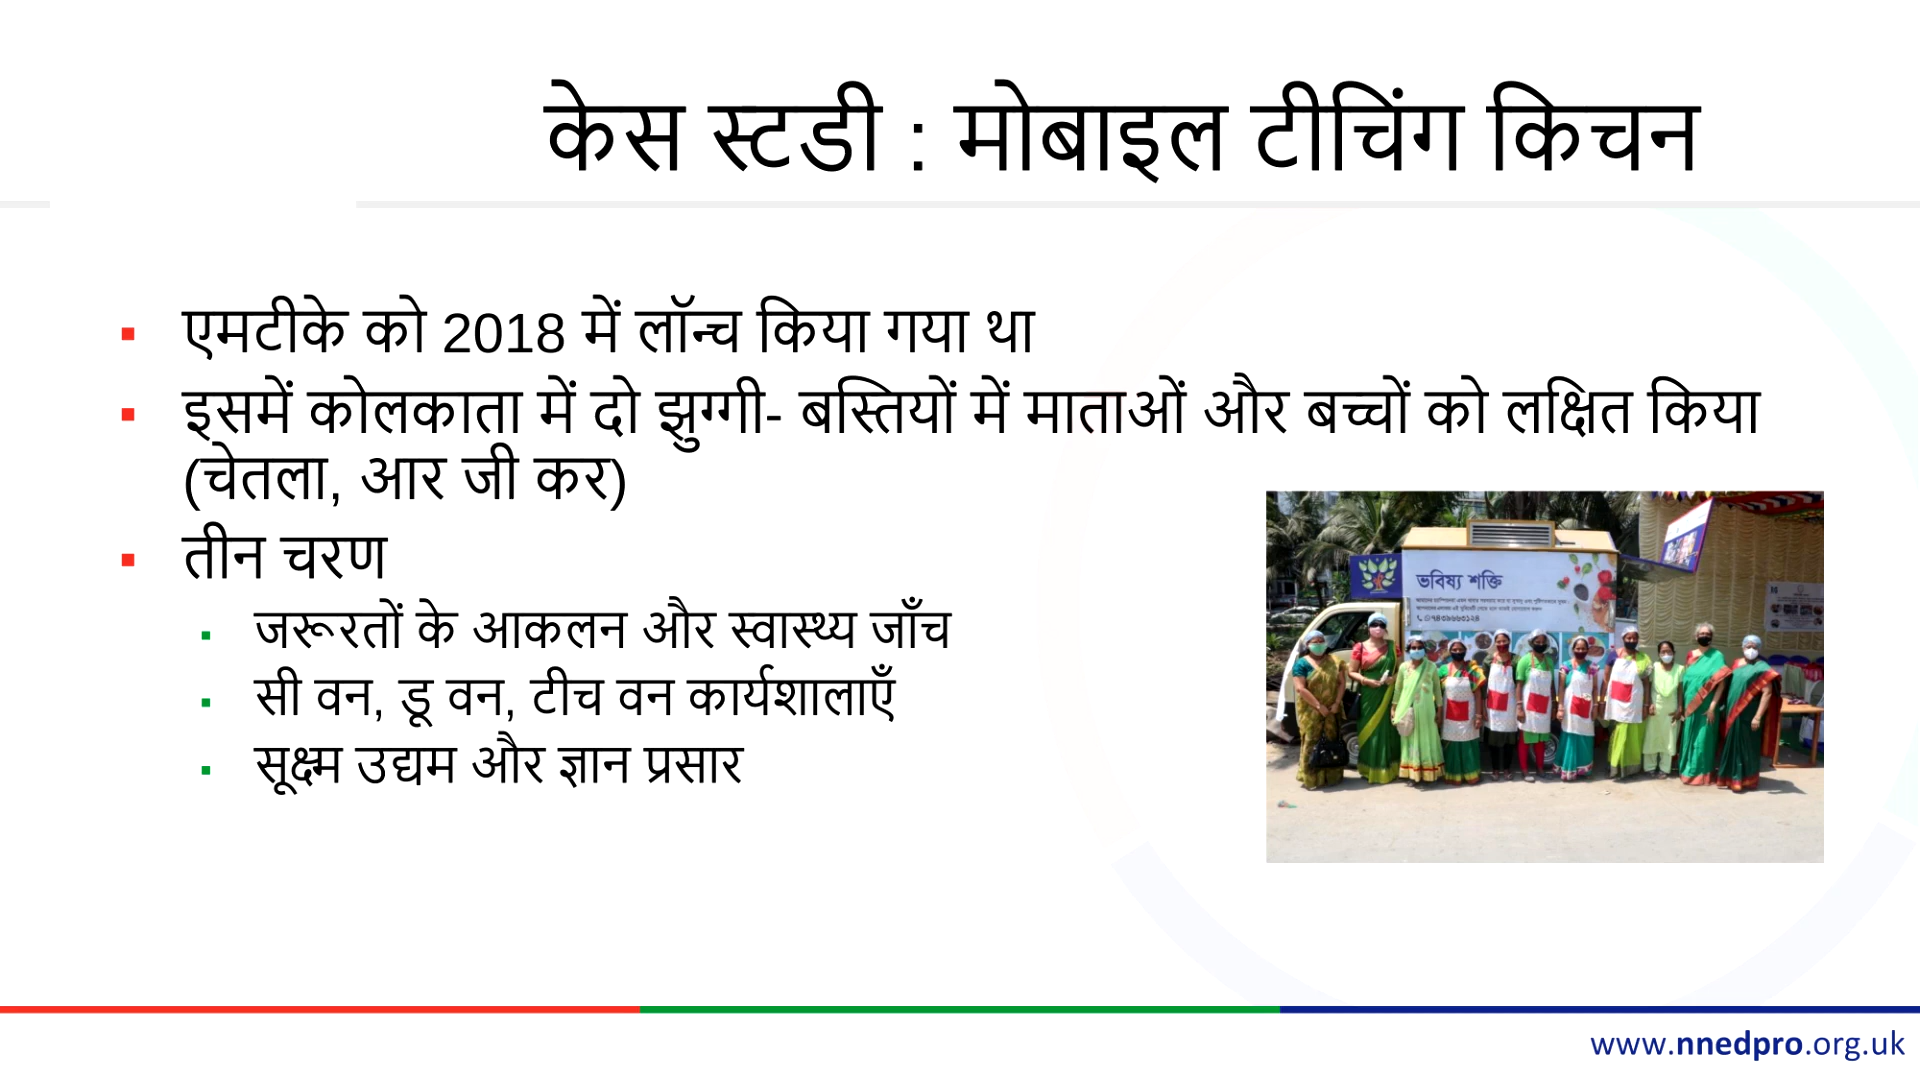 केस स्टडी : मोबाइल टीचिंग किचन
एमटीके को 2018 में लॉन्च किया गया था
इसमें कोलकाता में दो झुग्गी- बस्तियों में माताओं और बच्चों को लक्षित किया
(चेतला, आर जी कर)
तीन चरण
जरूरतों के आकलन और स्वास्थ्य जाँच
सी वन, डू वन, टीच वन कार्यशालाएँ
सूक्ष्म उद्यम और ज्ञान प्रसार
ভবিষ্য শক্তি
www.nnedpro.org.uk